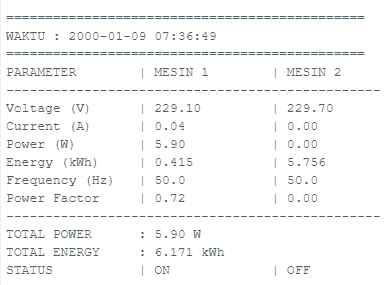 ==============================================
WAKTU : 2000-01-09 07:36:49
==============================================
PARAMETER | MESIN 1 | MESIN 2
------------------------------------------------
Voltage (V) | 229.10 | 229.70
Current (A) | 0.04 | 0.00
Power (W) | 5.90 | 0.00
Energy (kWh) | 0.415 | 5.756
Frequency (Hz) | 50.0 | 50.0
Power Factor | 0.72 | 0.00
------------------------------------------------
TOTAL POWER : 5.90 W
TOTAL ENERGY : 6.171 kWh
STATUS | ON | OFF